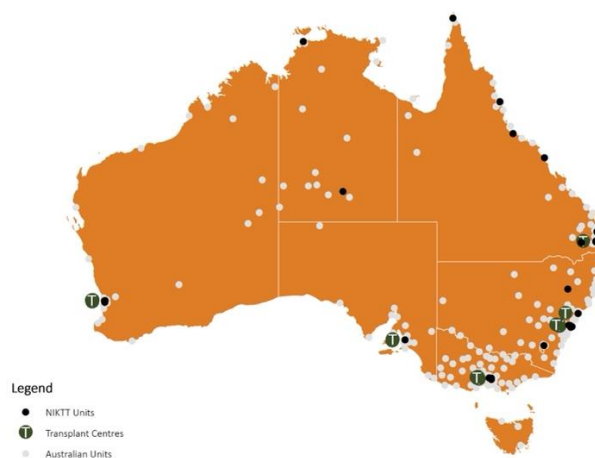 T
T
T
T
T
T
Legend
NIKTT Units
T Transplant Centres
Australian Units